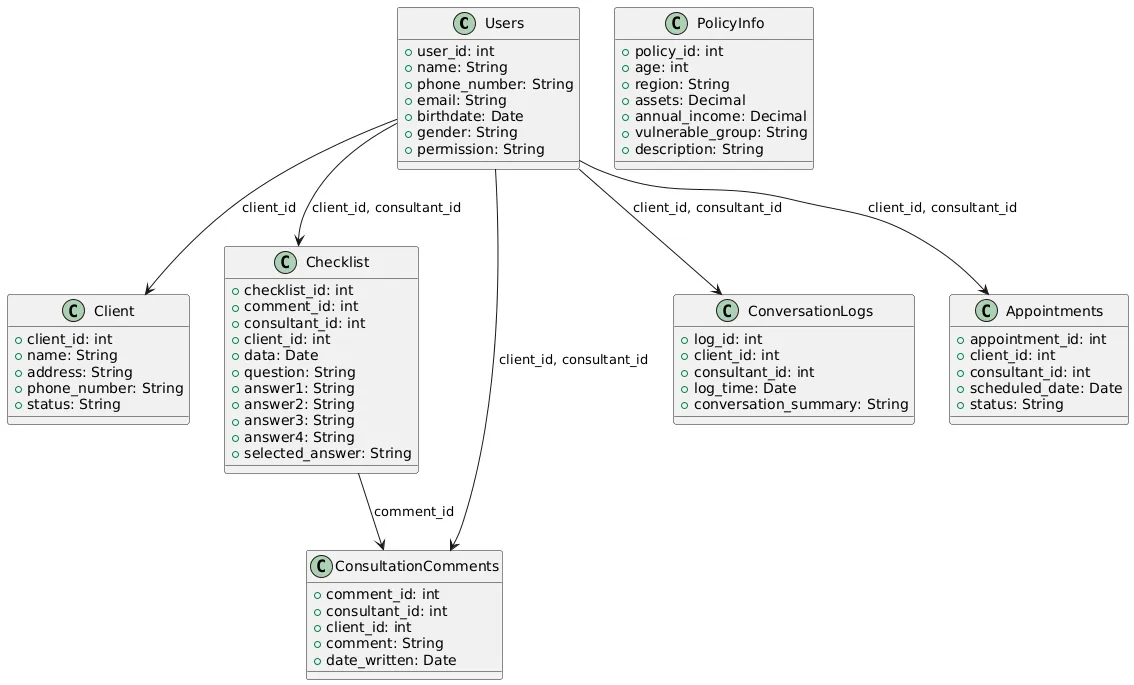 C Users
+ user_id: int
+ name: String
+ phone_number: String
+ email: String
+ birthdate: Date
+ gender: String
+ permission: String
C PolicyInfo
+ policy_id: int
+ age: int
+ region: String
+ assets: Decimal
+ annual_income: Decimal
+ vulnerable_group: String
+ description: String
client_id
client_id, consultant_id
client_id, consultant_id
client_id, consultant_id
C Client
+ client_id: int
+ name: String
+ address: String
+ phone_number: String
+ status: String
C Checklist
+ checklist_id: int
+ comment_id: int
+ consultant_id: int
+ client_id: int
+ data: Date
+ question: String
+ answer1: String
+ answer2: String
+ answer3: String
+ answer4: String
+ selected_answer: String
client_id, consultant_id
C ConversationLogs
+ log_id: int
+ client_id: int
+ consultant_id: int
+ log_time: Date
+ conversation_summary: String
C Appointments
+ appointment_id: int
+ client_id: int
+ consultant_id: int
+ scheduled_date: Date
+ status: String
comment_id
C ConsultationComments
+ comment_id: int
+ consultant_id: int
+ client_id: int
+ comment: String
+ date_written: Date